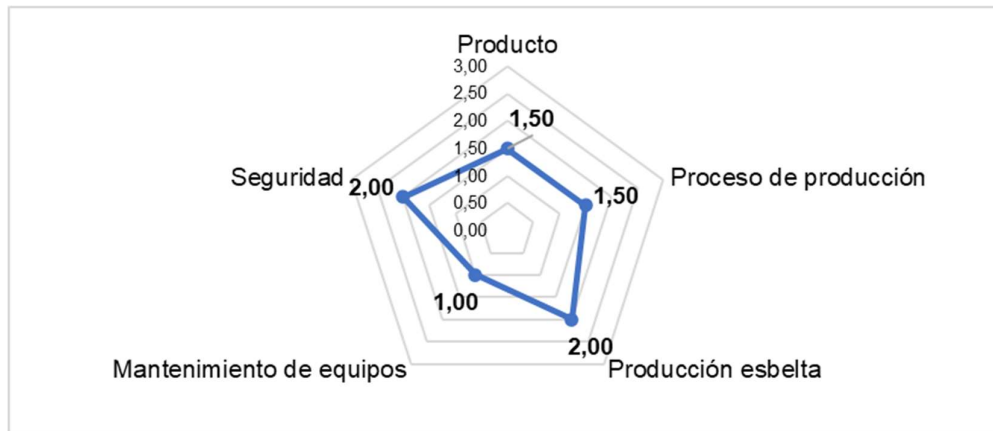 Producto
3,00
2,50
2,00
1,50
1,00
0,50
0,00
1,50
Seguridad
2,00
1,50
Proceso de producción
1,00
2,00
Mantenimiento de equipos
Producción esbelta